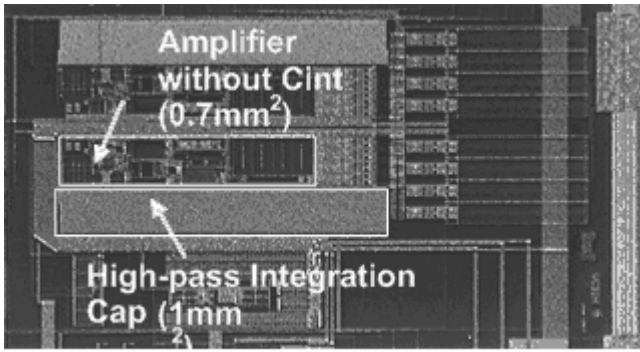 Amplifier
without Cint
(0.7mm²)
High-pass Integration
Cap (1mm
²)